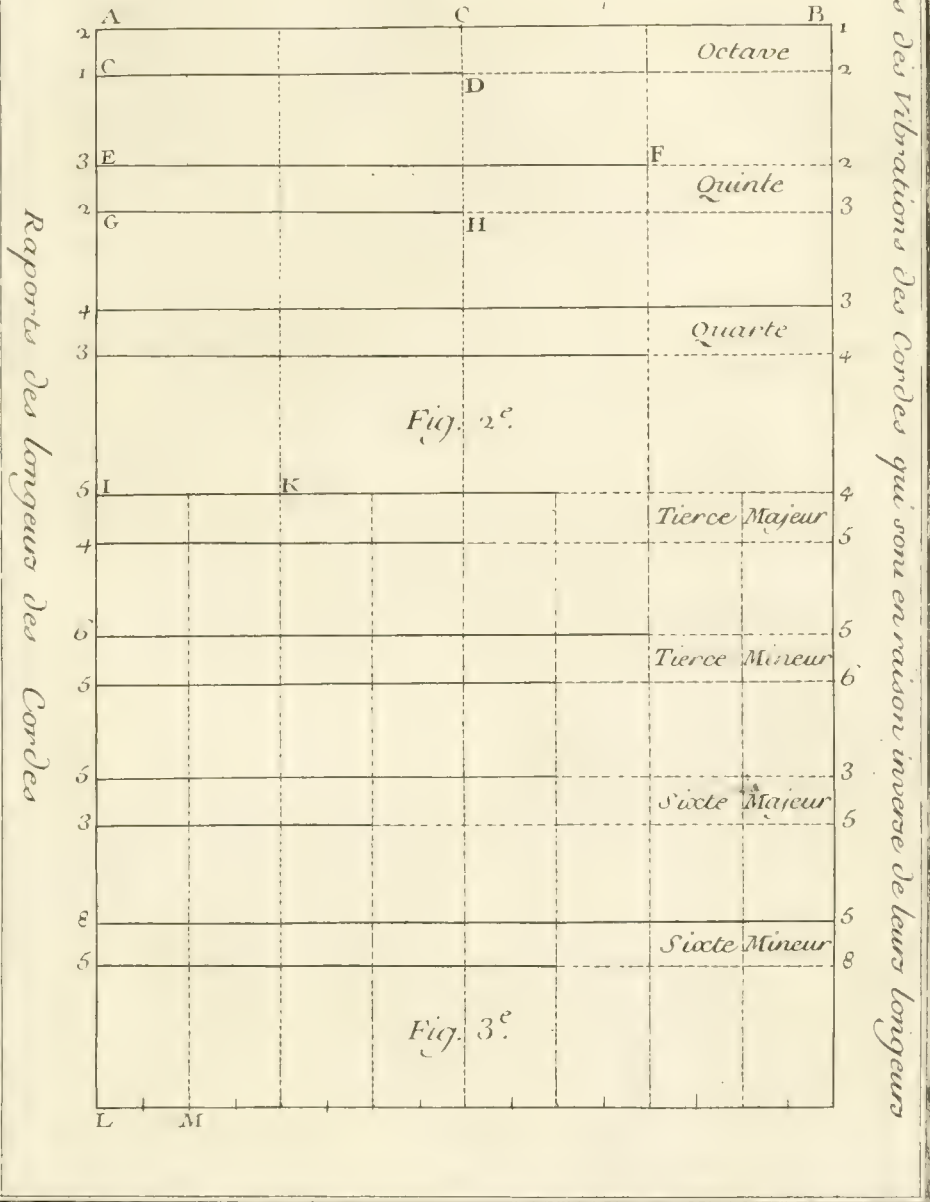 A C B
2 1
Octave
1 C 2
D
3 E F 2
Quinte
2 G H 3
4 3
Quarte
3 4
Fig. 2e.
5 I K 4
Tierce Majeur
4 5
6 5
Tierce Mineur
5 6
5 3
Sixte Majeur
3 5
8 5
Sixte Mineur
5 8
Fig. 3e.
L M
Raports des longeurs des Cordes
des Vibrations des Cordes qui sont en raison inverse de leurs longeurs